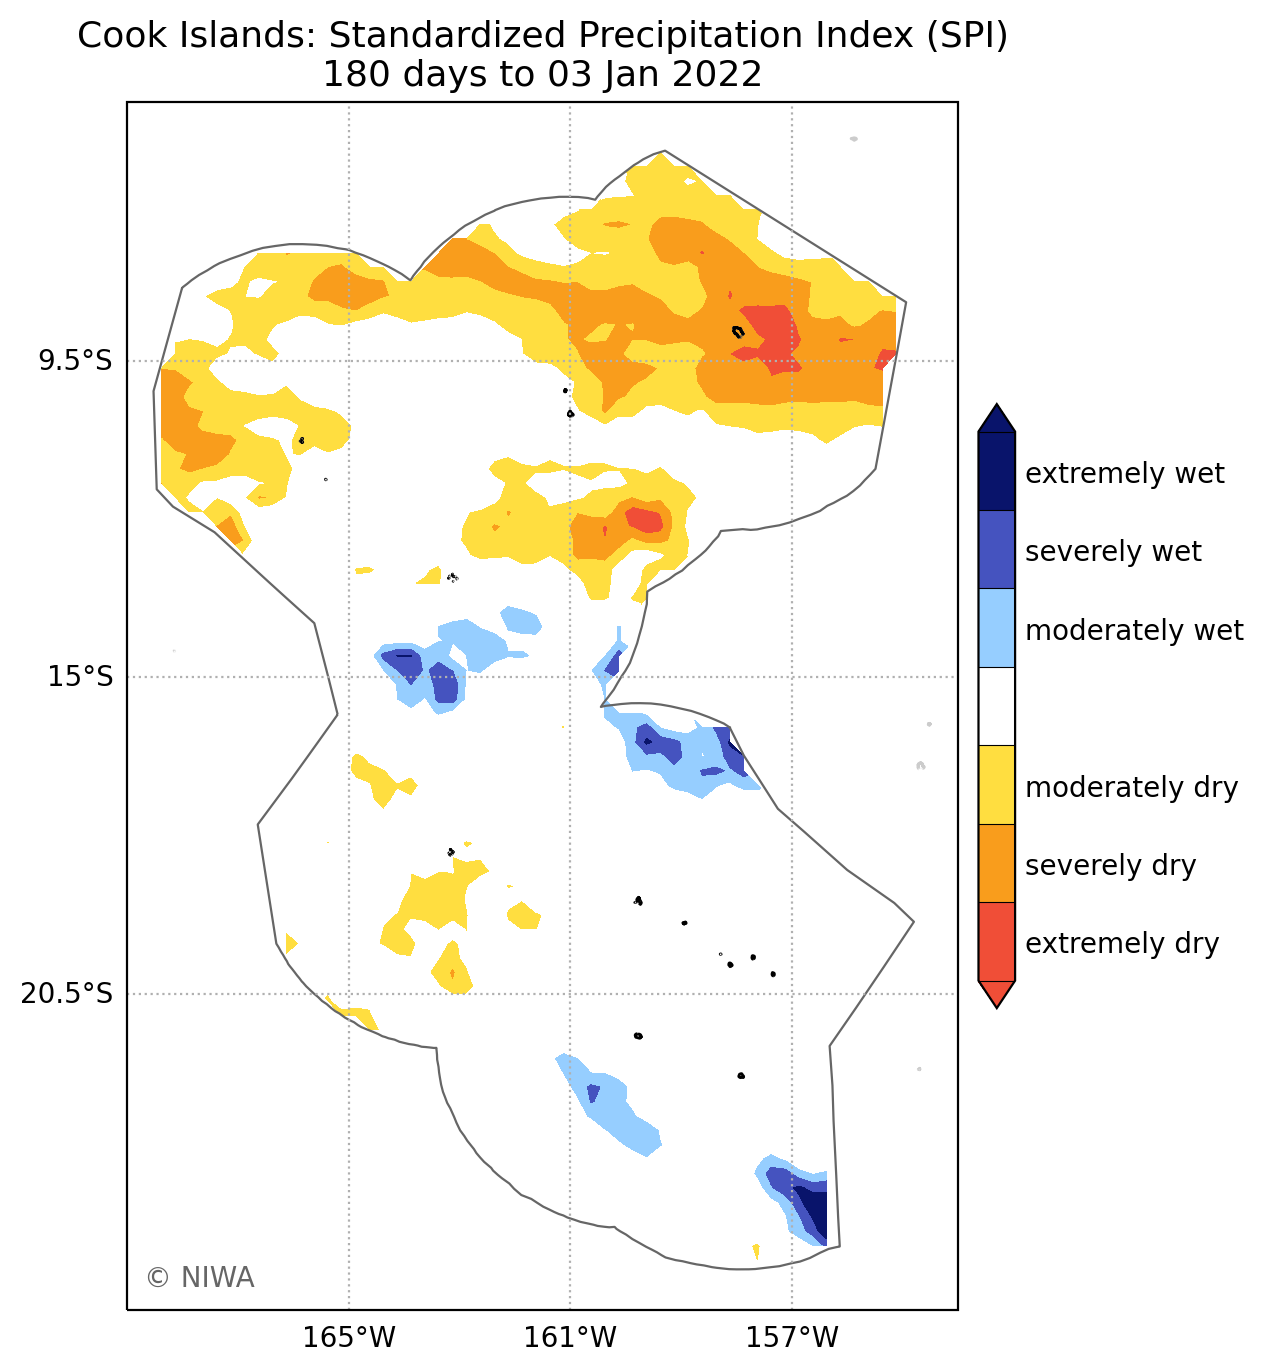 Cook Islands: Standardized Precipitation Index (SPI)
180 days to 03 Jan 2022
9.5°S
15°S
20.5°S
165°W
161°W
157°W
extremely wet
severely wet
moderately wet
moderately dry
severely dry
extremely dry
© NIWA